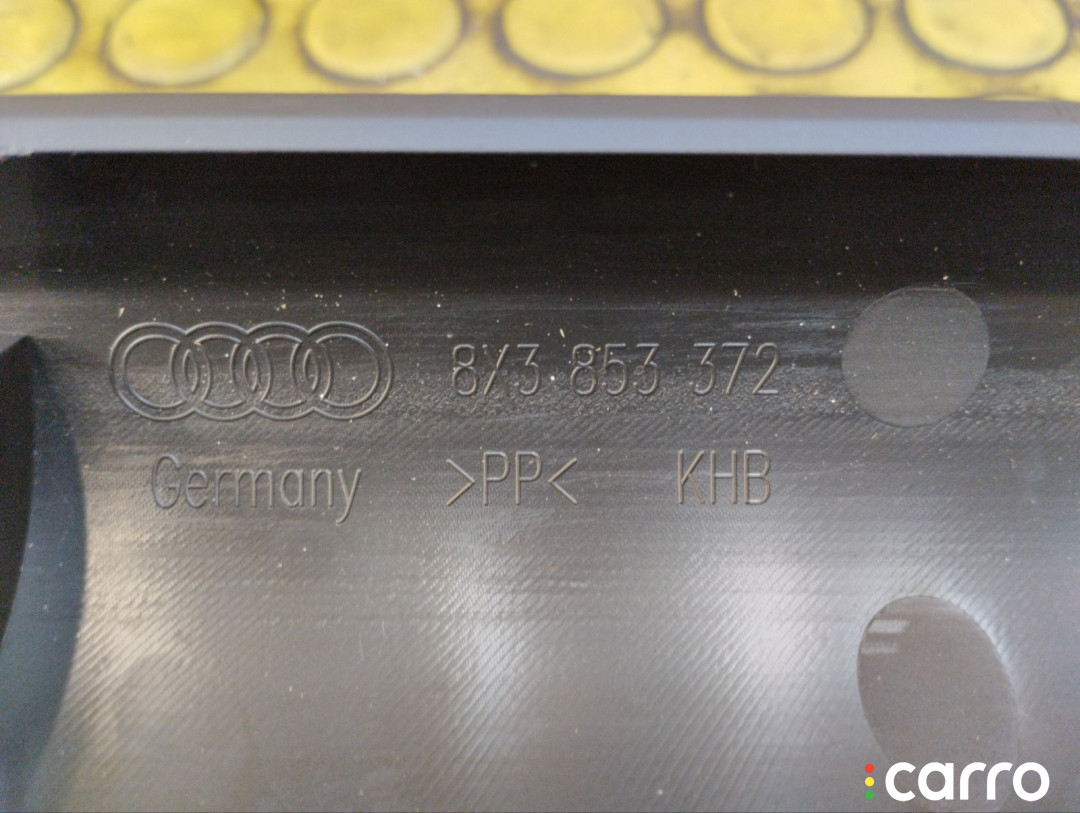 8X3 853 372
Germany >PP< KHB
carro